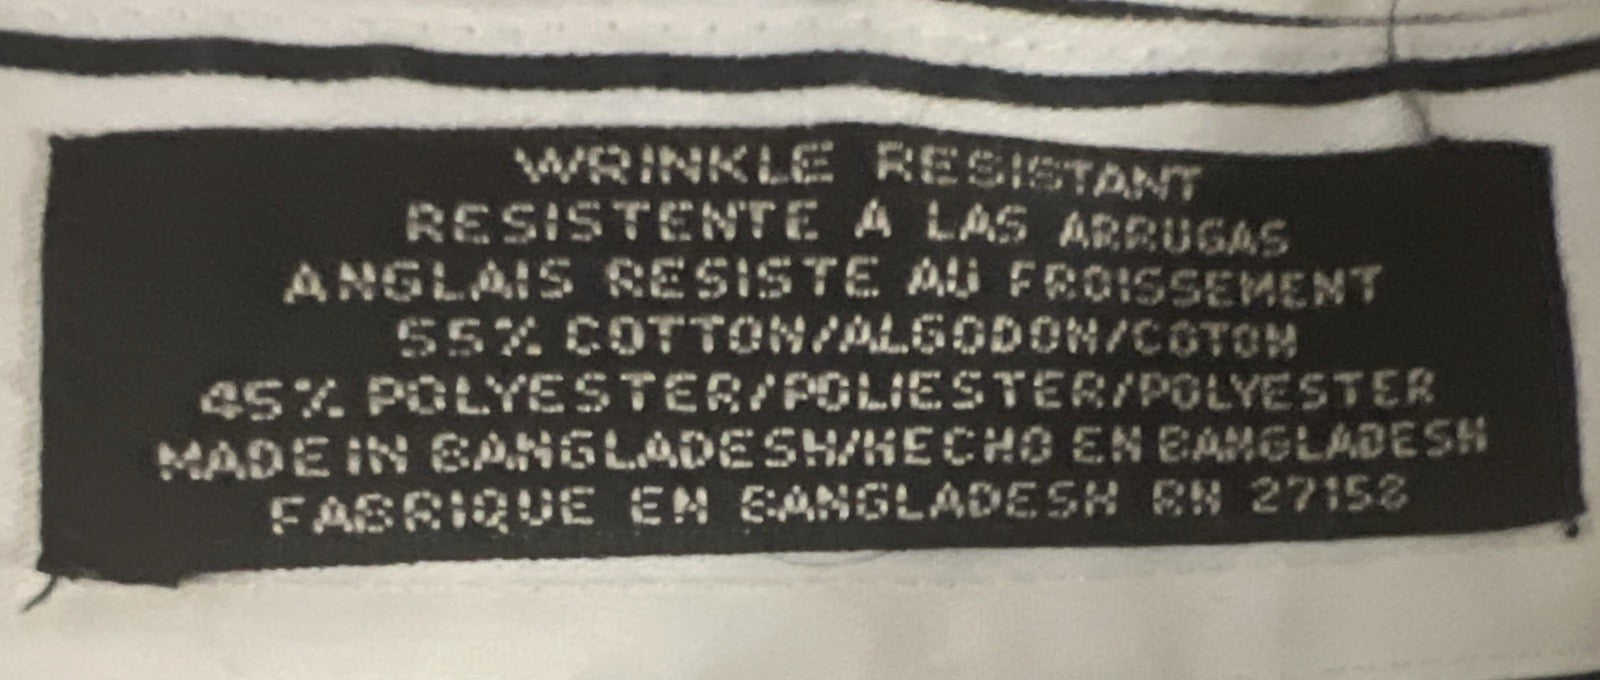 WRINKLE RESISTANT
RESISTENTE A LAS ARRUGAS
ANGLAIS RESISTE AU FROISSEMENT
55% COTTON/ALGODON/COTON
45% POLYESTER/POLIESTER/POLYESTER
MADE IN BANGLADESH/HECHO EN BANGLADESH
FABRIQUE EN BANGLADESH RN 27152